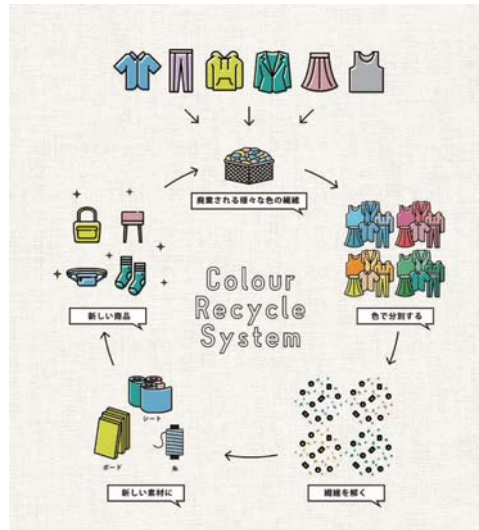 廃棄される様々な色の繊維
Colour
Recycle
System
新しい商品
色で分別する
シート
ボード
糸
新しい素材に
繊維を解く